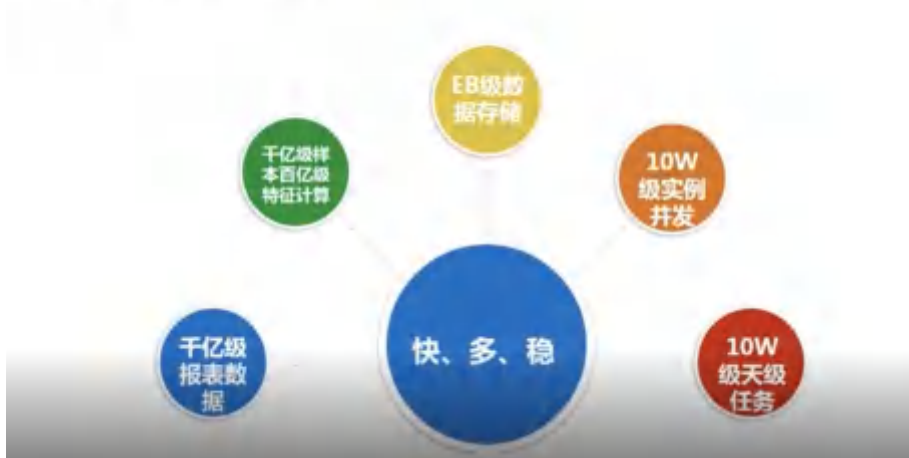 EB级数
据存储
千亿级样
本百亿级
特征计算
10W
级实例
并发
快、多、稳
千亿级
报表数
据
10W
级天级
任务